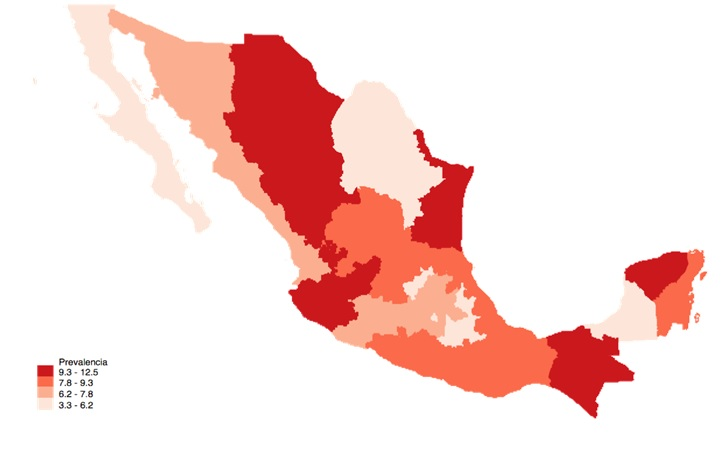 Prevalencia
9.3 - 12.5
7.8 - 9.3
6.2 - 7.8
3.3 - 6.2